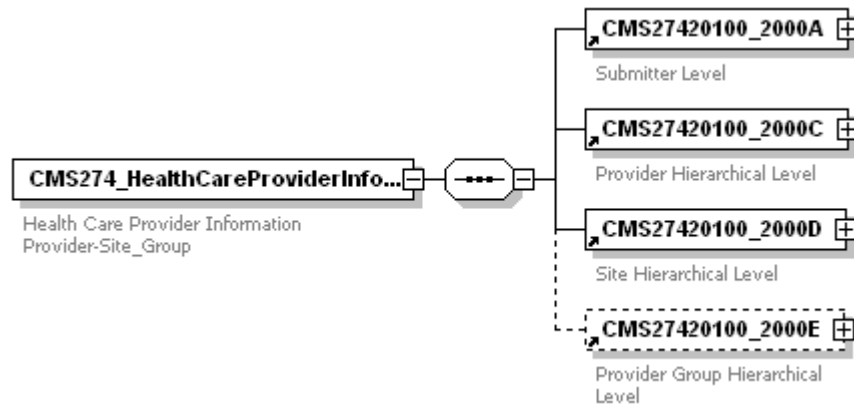 CMS27420100_2000A
Submitter Level
CMS27420100_2000C
Provider Hierarchical Level
CMS274_HealthCareProviderInfo...
Health Care Provider Information
Provider-Site_Group
CMS27420100_2000D
Site Hierarchical Level
CMS27420100_2000E
Provider Group Hierarchical
Level